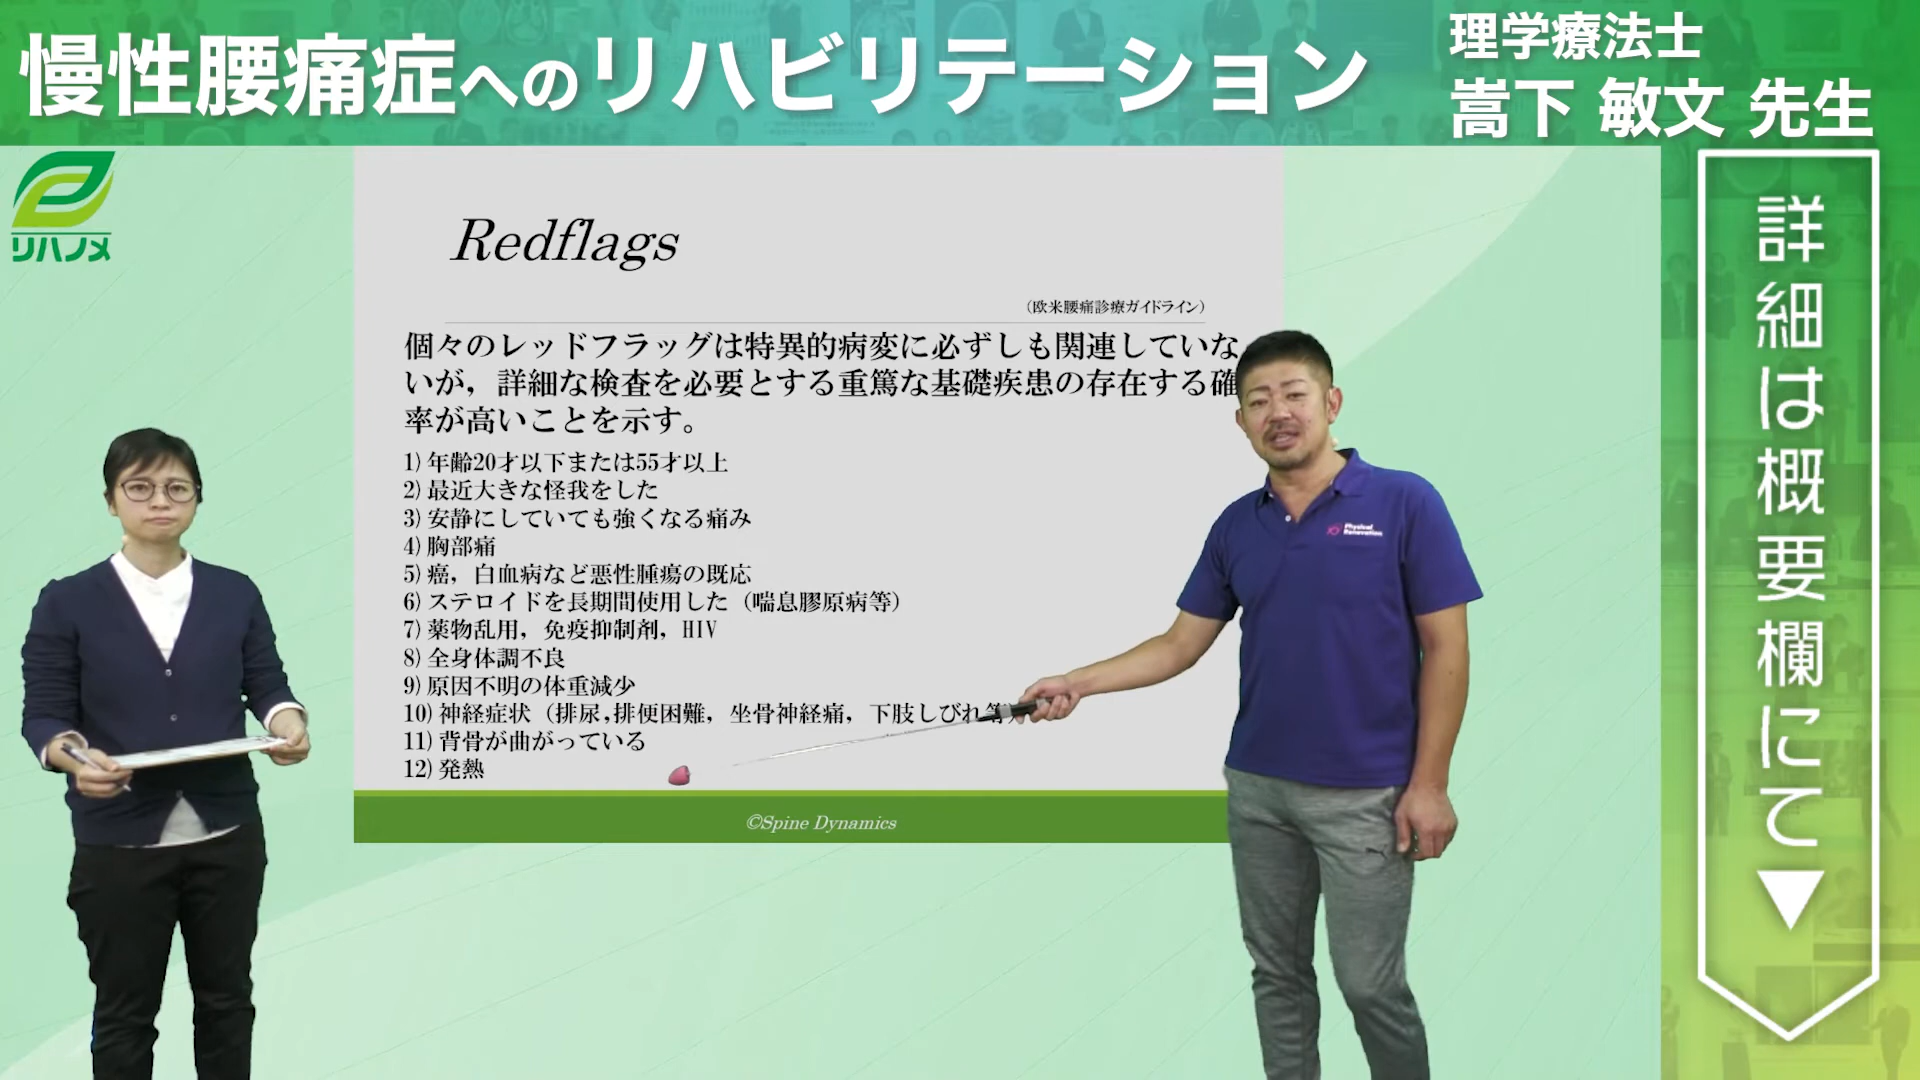 慢性腰痛症へのリハビリテーション
理学療法士
嵩下 敏文 先生
リハノメ
Redflags
（欧米腰痛診療ガイドライン）
個々のレッドフラッグは特異的病変に必ずしも関連していな
いが，詳細な検査を必要とする重篤な基礎疾患の存在する確
率が高いことを示す。
1) 年齢20才以下または55才以上
2) 最近大きな怪我をした
3) 安静にしていても強くなる痛み
4) 胸部痛
5) 癌，白血病など悪性腫瘍の既応
6) ステロイドを長期間使用した（喘息膠原病等）
7) 薬物乱用，免疫抑制剤，HIV
8) 全身体調不良
9) 原因不明の体重減少
10) 神経症状（排尿,排便困難，坐骨神経痛，下肢しびれ等）
11) 背骨が曲がっている
12) 発熱
©Spine Dynamics
Physical
Renovation
詳細は概要欄にて▼